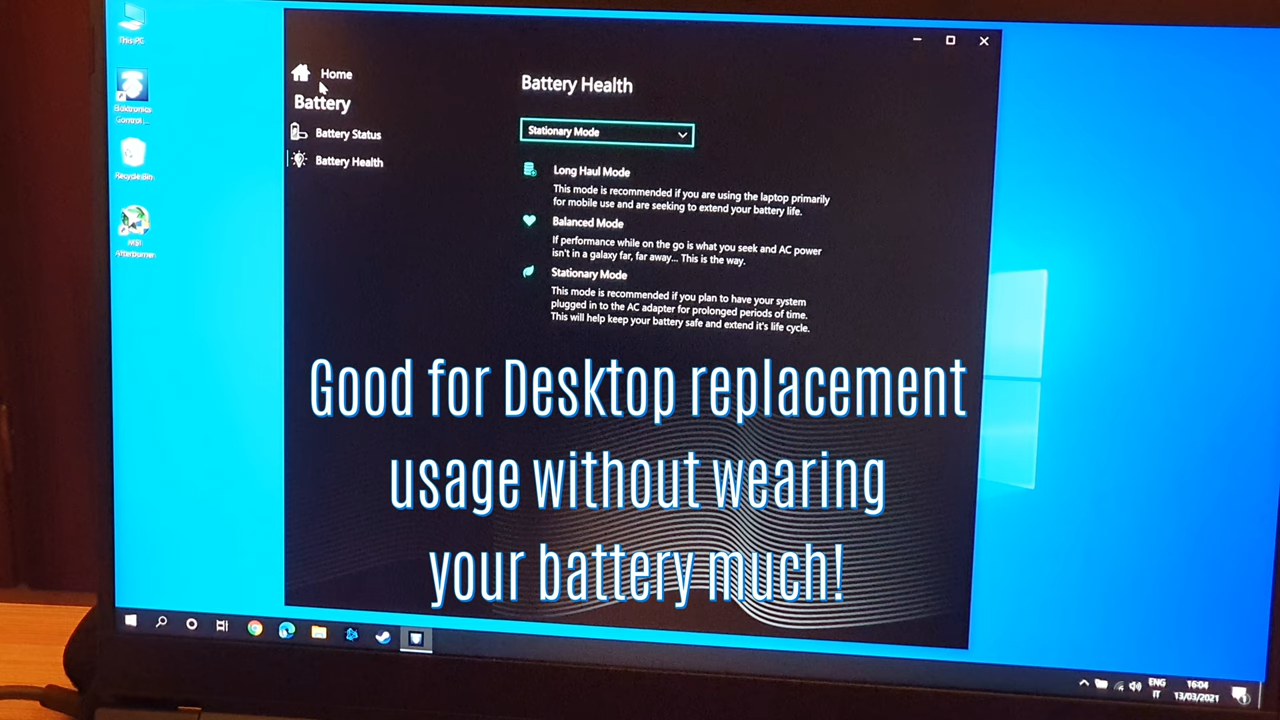 This PC
Elektronics
Control ...
Recycle Bin
MSI
Afterburner
Home
Battery
Battery Status
Battery Health
Battery Health
Stationary Mode
Long Haul Mode
This mode is recommended if you are using the laptop primarily
for mobile use and are seeking to extend your battery life.
Balanced Mode
If performance while on the go is what you seek and AC power
isn't in a galaxy far, far away... This is the way.
Stationary Mode
This mode is recommended if you plan to have your system
plugged in to the AC adapter for prolonged periods of time.
This will help keep your battery safe and extend it's life cycle.
Good for Desktop replacement
usage without wearing
your battery much!
ENG
IT
16:04
13/03/2021